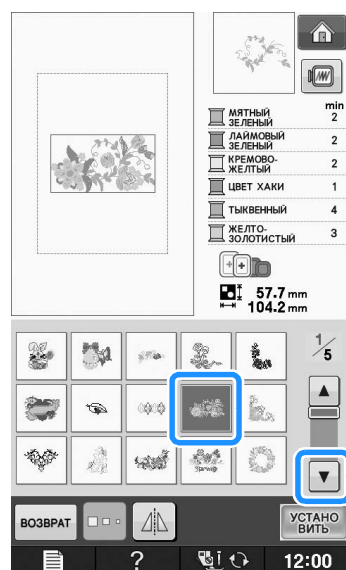 min
МЯТНЫЙ
ЗЕЛЕНЫЙ 2
ЛАЙМОВЫЙ
ЗЕЛЕНЫЙ 2
КРЕМОВО-
ЖЕЛТЫЙ 2
ЦВЕТ ХАКИ 1
ТЫКВЕННЫЙ 4
ЖЕЛТО-
ЗОЛОТИСТЫЙ 3
57.7 mm
104.2 mm
1/5
ВОЗВРАТ
УСТАНО
ВИТЬ
?
12:00